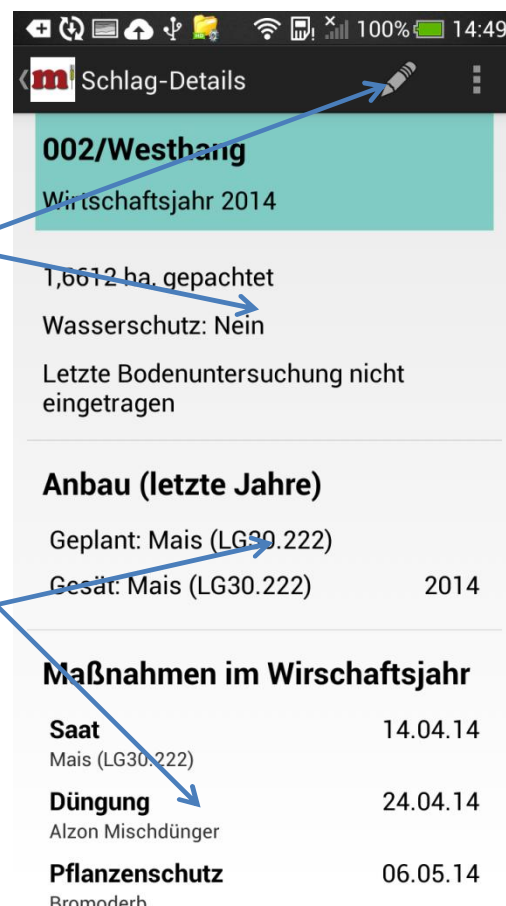 100% 14:49
m Schlag-Details
002/Westhang
Wirtschaftsjahr 2014
1,6612 ha, gepachtet
Wasserschutz: Nein
Letzte Bodenuntersuchung nicht
eingetragen
Anbau (letzte Jahre)
Geplant: Mais (LG30.222)
Gesät: Mais (LG30.222) 2014
Maßnahmen im Wirschaftsjahr
Saat 14.04.14
Mais (LG30.222)
Düngung 24.04.14
Alzon Mischdünger
Pflanzenschutz 06.05.14
Bromoderb